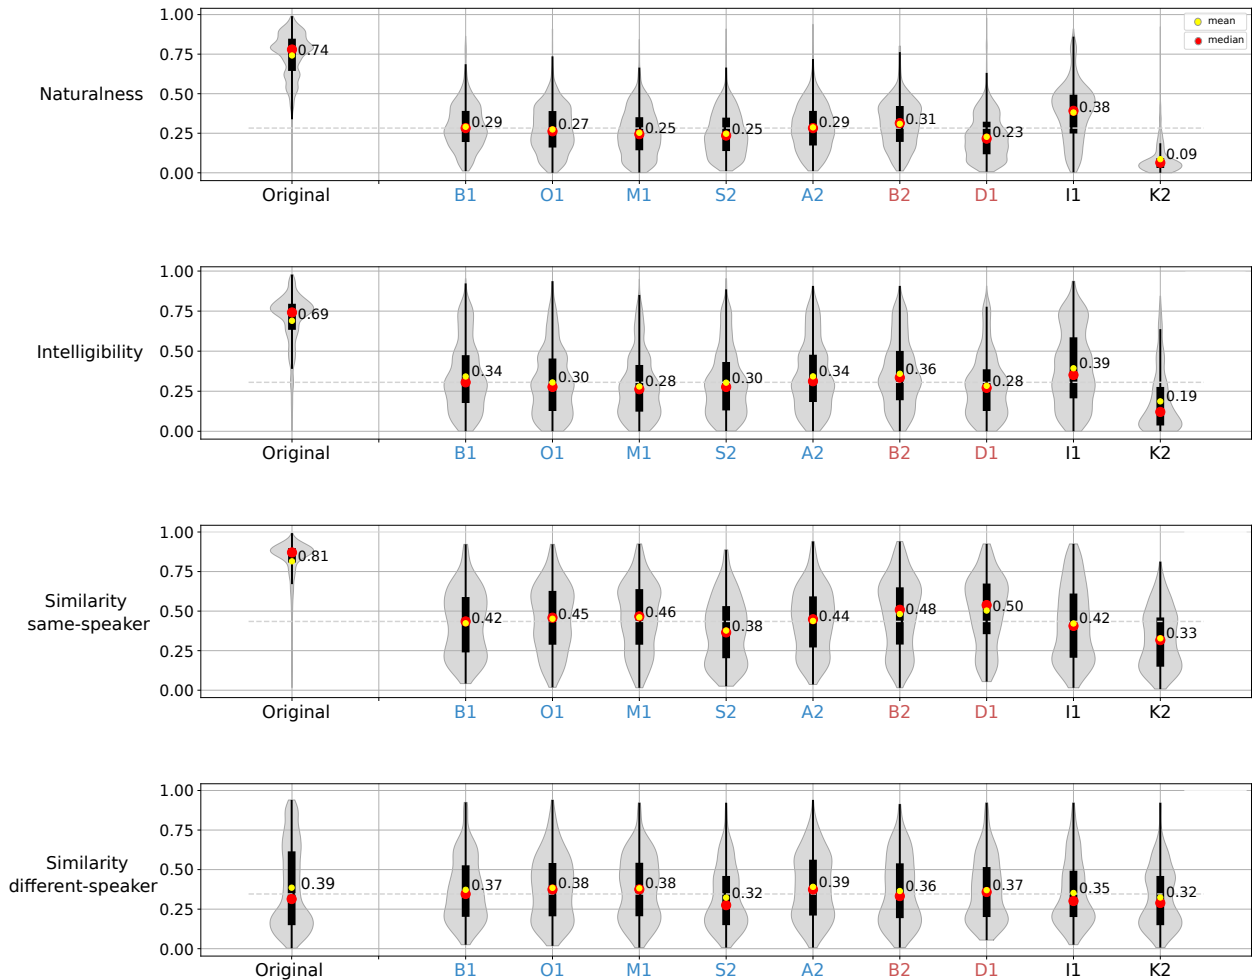 1.00
mean
median
0.75
0.74
Naturalness
0.50
0.38
0.29 0.27 0.25 0.25 0.29 0.31 0.23
0.25
0.09
0.00
Original B1 O1 M1 S2 A2 B2 D1 I1 K2
1.00
0.75
0.69
Intelligibility
0.50
0.34 0.30 0.28 0.30 0.34 0.36 0.28 0.39
0.25
0.19
0.00
Original B1 O1 M1 S2 A2 B2 D1 I1 K2
1.00
0.81
0.75
Similarity
same-speaker
0.50
0.42 0.45 0.46 0.38 0.44 0.48 0.50 0.42 0.33
0.25
0.00
Original B1 O1 M1 S2 A2 B2 D1 I1 K2
1.00
0.75
Similarity
different-speaker
0.50
0.39 0.37 0.38 0.38 0.32 0.39 0.36 0.37 0.35 0.32
0.25
0.00
Original B1 O1 M1 S2 A2 B2 D1 I1 K2